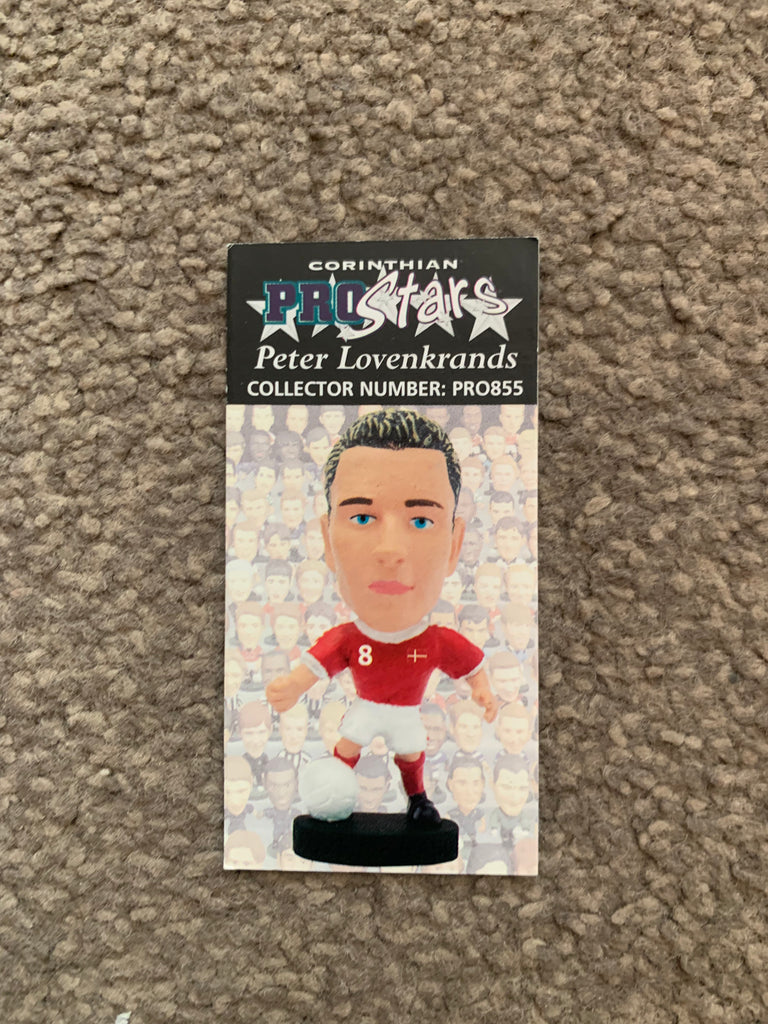 CORINTHIAN
PROStars
Peter Lovenkrands
COLLECTOR NUMBER: PRO855
8